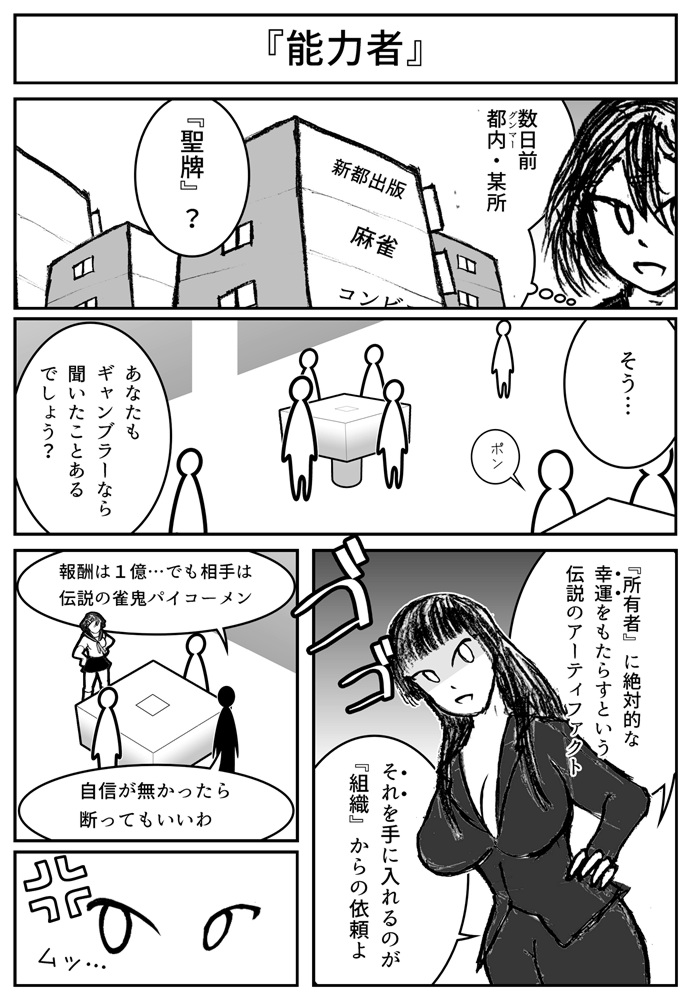 『能力者』
数日前
都内・某所
グンマー
『聖牌』？
新都出版
麻雀
コンビ
そう…
ポン
あなたも
ギャンブラーなら
聞いたことある
でしょう？
『所有者』に絶対的な
幸運をもたらすという
伝説のアーティファクト
ゴゴ
それを手に入れるのが
『組織』からの依頼よ
報酬は１億…でも相手は
伝説の雀鬼パイコーメン
自信が無かったら
断ってもいいわ
ムッ…